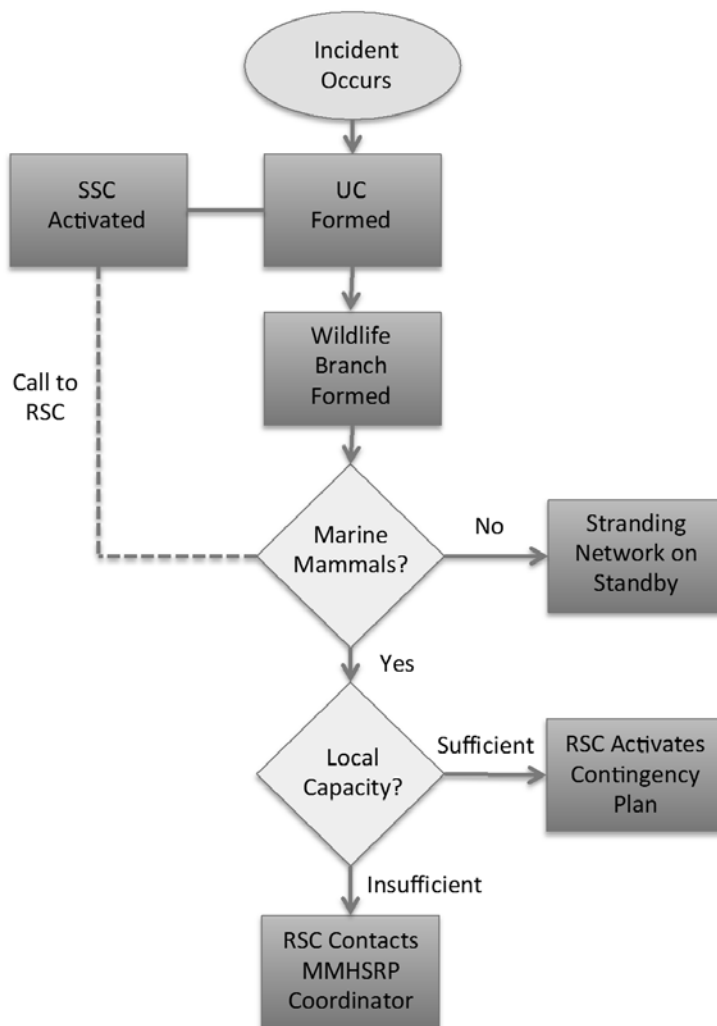 Incident
Occurs
SSC
Activated
UC
Formed
Wildlife
Branch
Formed
Call to
RSC
Marine
Mammals?
No
Stranding
Network on
Standby
Yes
Local
Capacity?
Sufficient
RSC Activates
Contingency
Plan
Insufficient
RSC Contacts
MMHSRP
Coordinator